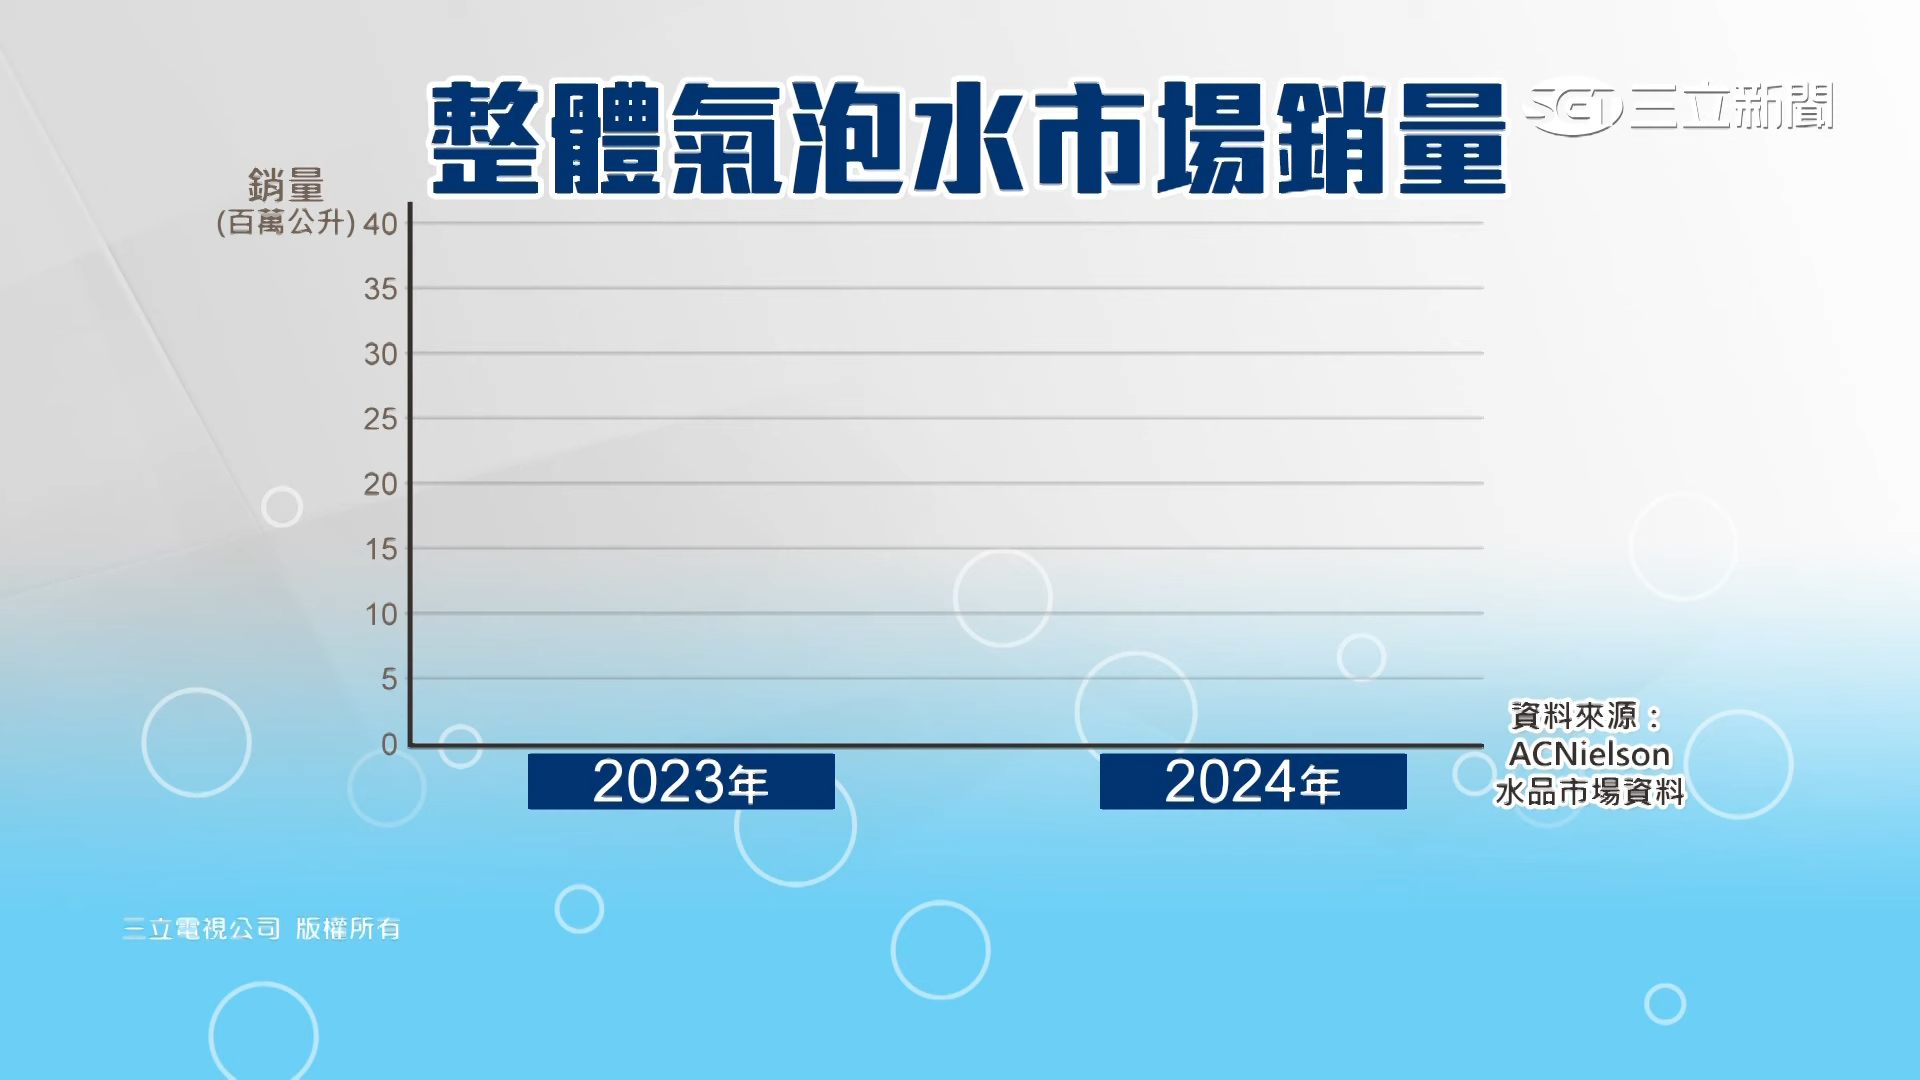 整體氣泡水市場銷量
SET三立新聞
銷量
(百萬公升)
40
35
30
25
20
15
10
5
0
2023年
2024年
資料來源：
ACNielson
水品市場資料
三立電視公司 版權所有